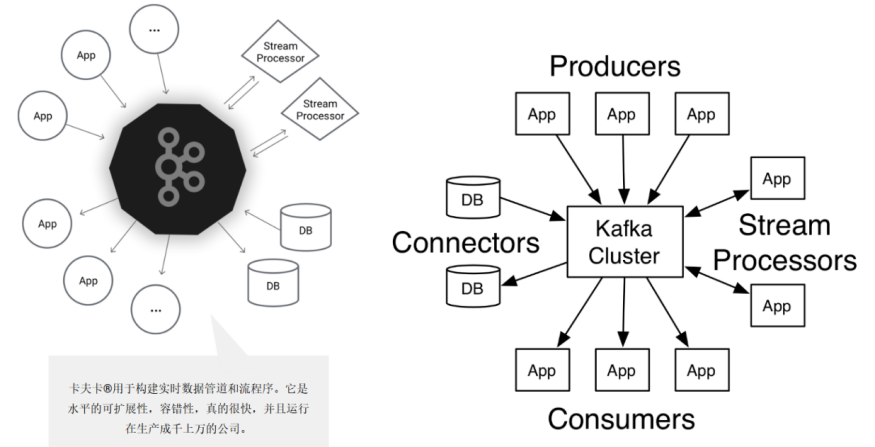 ...
App
App
Stream
Processor
Stream
Processor
App
App
...
DB
DB
卡夫卡®用于构建实时数据管道和流程序。它是
水平的可扩展性，容错性，真的很快，并且运行
在生产成千上万的公司。
Producers
App
App
App
DB
Connectors
DB
Kafka
Cluster
App
Stream
Processors
App
App
App
App
Consumers